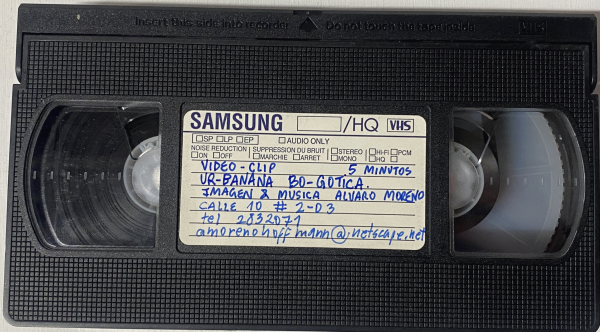 Insert this side into recorder Do not touch the tape inside VHS
SAMSUNG /HQ VHS
SP LP EP AUDIO ONLY
NOISE REDUCTION SUPPRESSION DU BRUIT STEREO HI-FI PCM
ON OFF MARCHIE ARRET MONO HQ
VIDEO-CLIP 5 MINUTOS
UR-BANANA BO-GOTICA.
IMAGEN & MUSICA ALVARO MORENO
CALLE 10 # 2-03
tel 2832071
amorenohoffmann@.netscape.net